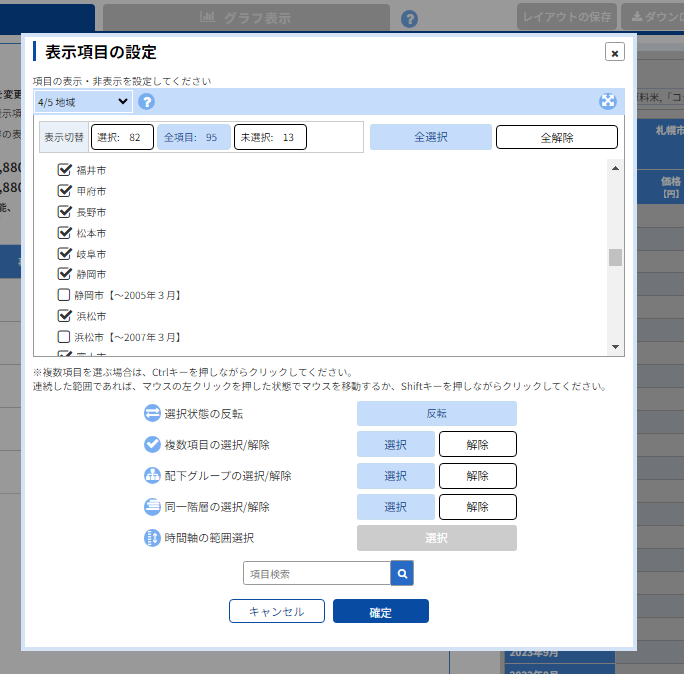 グラフ表示
?
レイアウトの保存
ダウンロ
表示項目の設定
×
項目の表示・非表示を設定してください
4/5 地域
?
表示切替
選択: 82
全項目: 95
未選択: 13
全選択
全解除
福井市
甲府市
長野市
松本市
岐阜市
静岡市
静岡市【～2005年３月】
浜松市
浜松市【～2007年３月】
富士市
※複数項目を選ぶ場合は、Ctrlキーを押しながらクリックしてください。
連続した範囲であれば、マウスの左クリックを押した状態でマウスを移動するか、Shiftキーを押しながらクリックしてください。
選択状態の反転
反転
複数項目の選択/解除
選択
解除
配下グループの選択/解除
選択
解除
同一階層の選択/解除
選択
解除
時間軸の範囲選択
選択
項目検索
キャンセル
確定
を変更
表示項
の表
,880
,880
能、
料米,「コ
札幌市
価格
【円】
2023年9月
2023年8月